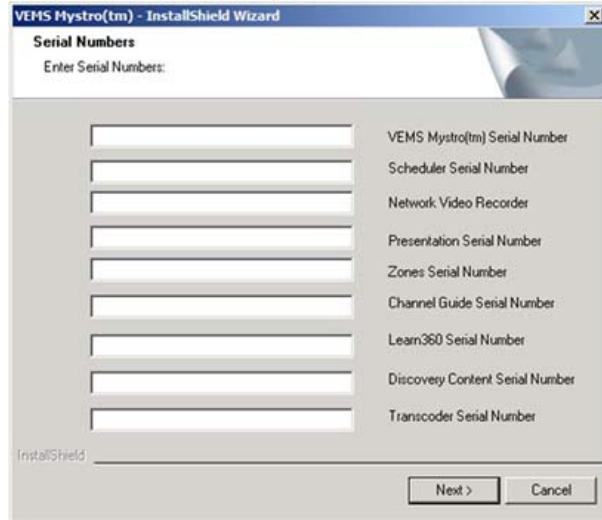 VEMS Mystro(tm) - InstallShield Wizard
Serial Numbers
Enter Serial Numbers:
VEMS Mystro(tm) Serial Number
Scheduler Serial Number
Network Video Recorder
Presentation Serial Number
Zones Serial Number
Channel Guide Serial Number
Learn360 Serial Number
Discovery Content Serial Number
Transcoder Serial Number
InstallShield
Next >
Cancel